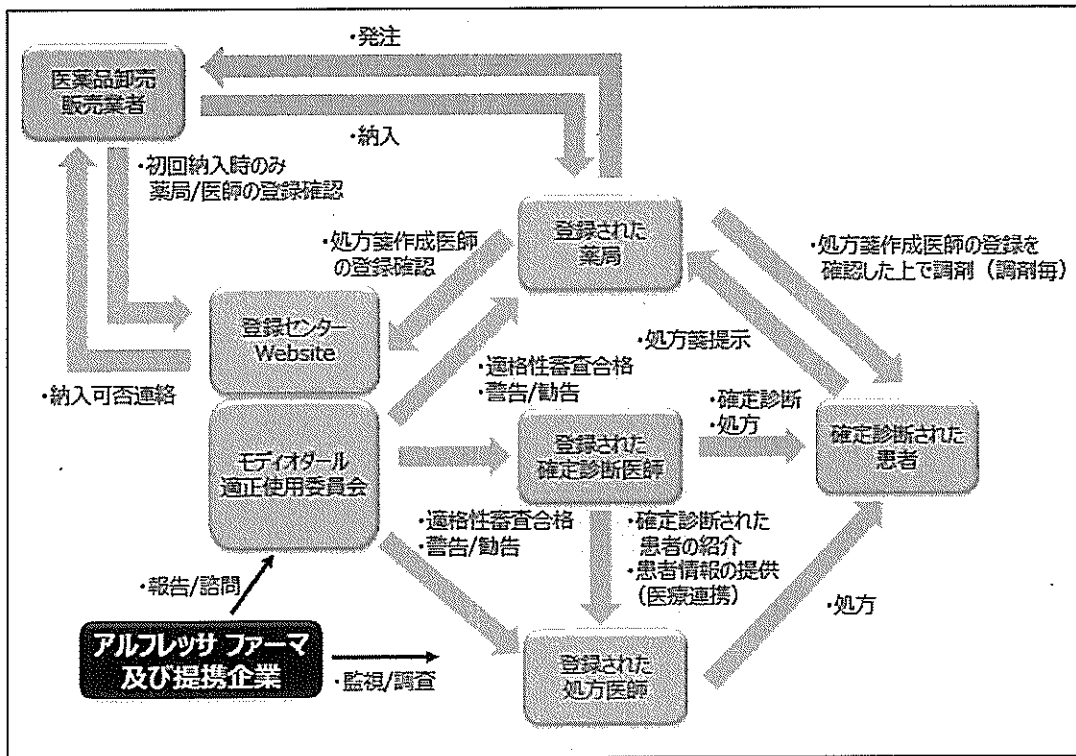 ・発注
医薬品卸売
販売業者
・納入
・初回納入時のみ
薬局/医師の登録確認
・処方箋作成医師
の登録確認
登録された
薬局
・処方箋作成医師の登録を
確認した上で調剤（調剤毎）
登録センター
Website
・処方箋提示
・納入可否連絡
・適格性審査合格
・警告/勧告
・確定診断
・処方
モディオダール
適正使用委員会
登録された
確定診断医師
確定診断された
患者
・適格性審査合格
・警告/勧告
・確定診断された
患者の紹介
・患者情報の提供
（医療連携）
・報告/諮問
・処方
アルフレッサ ファーマ
及び提携企業
・監視/調査
登録された
処方医師